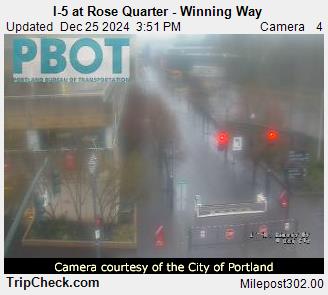 I-5 at Rose Quarter - Winning Way
Updated Dec 25 2024 3:51 PM Camera 4
PBOT
PORTLAND BUREAU OF TRANSPORTATION
Camera courtesy of the City of Portland
TripCheck.com Milepost302.00